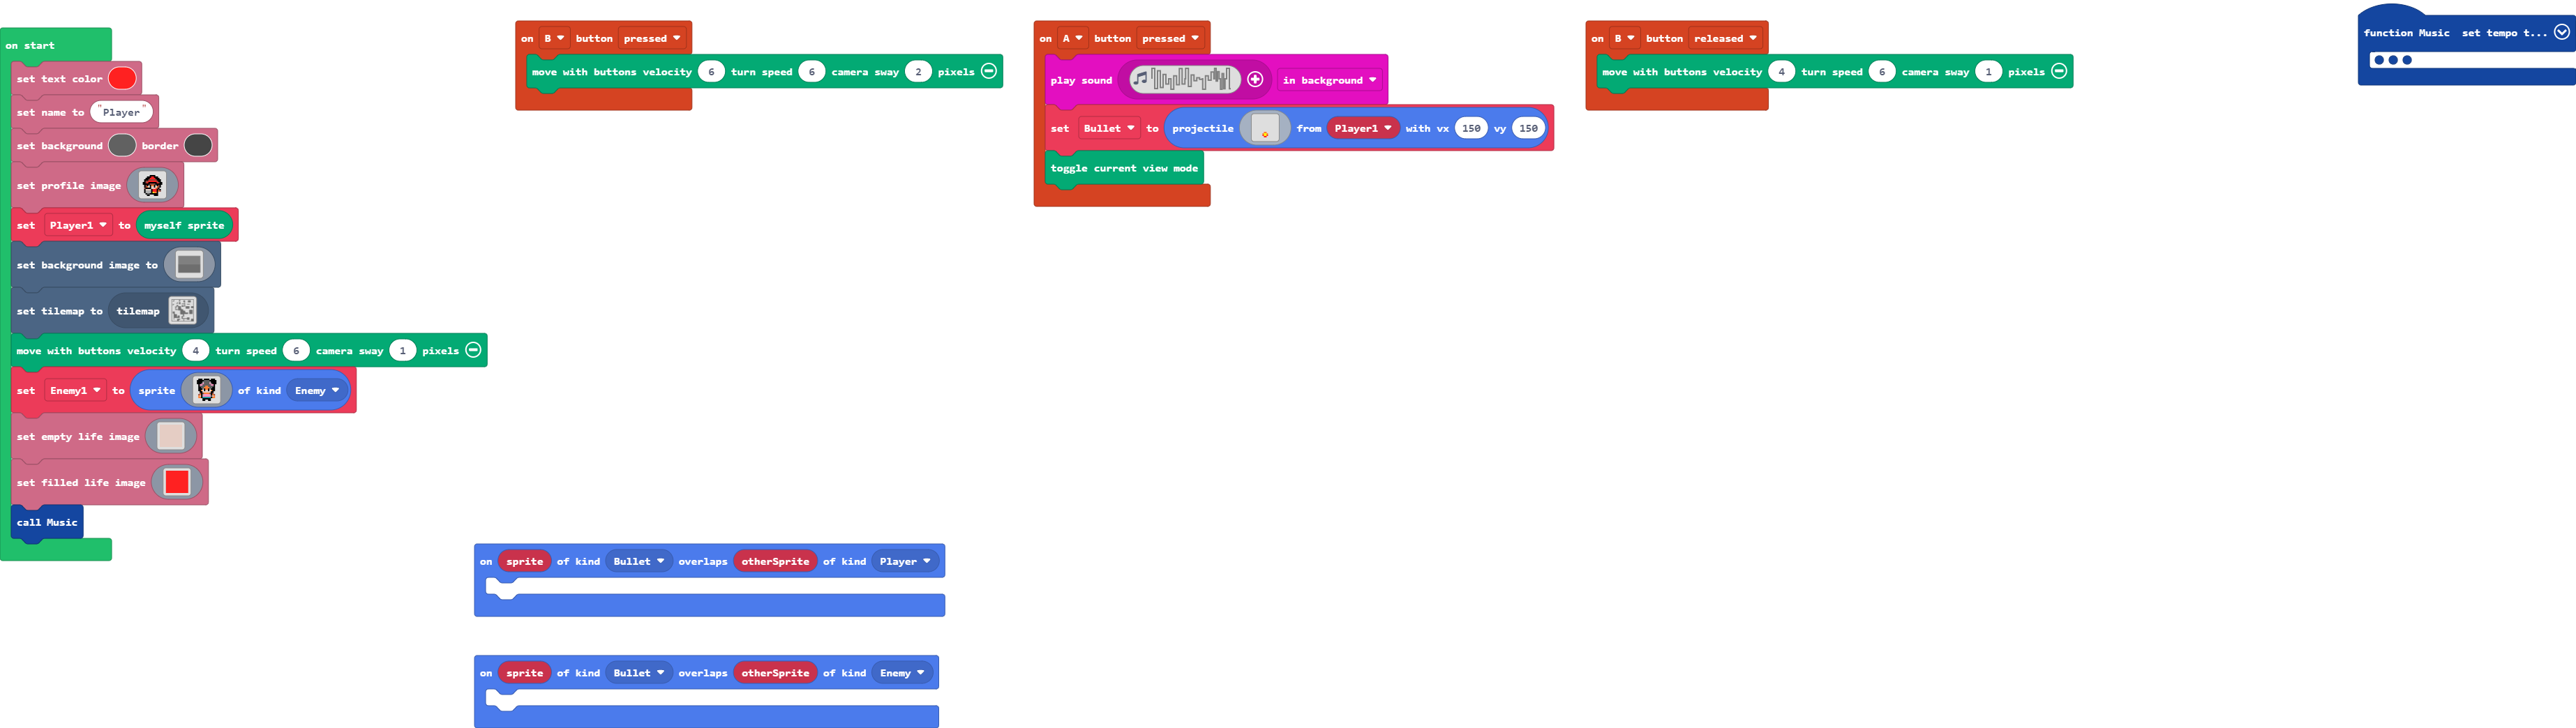 on start
set text color
set name to "Player"
set background border
set profile image
set Player1 to myself sprite
set background image to
set tilemap to tilemap
move with buttons velocity 4 turn speed 6 camera sway 1 pixels
set Enemy1 to sprite of kind Enemy
set empty life image
set filled life image
call Music
on B button pressed
move with buttons velocity 6 turn speed 6 camera sway 2 pixels
on A button pressed
play sound in background
set Bullet to projectile from Player1 with vx 150 vy 150
toggle current view mode
on B button released
move with buttons velocity 4 turn speed 6 camera sway 1 pixels
function Music set tempo t...
on sprite of kind Bullet overlaps otherSprite of kind Player
on sprite of kind Bullet overlaps otherSprite of kind Enemy